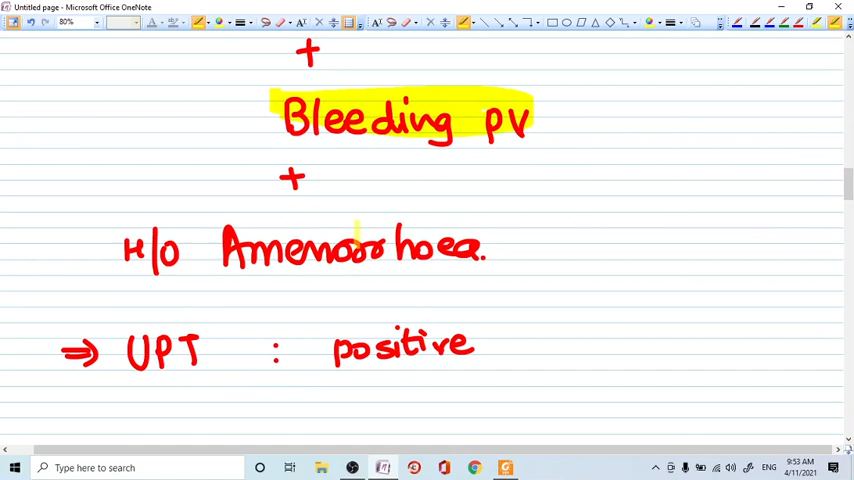 Untitled page - Microsoft Office OneNote
80%
+
Bleeding pv
+
H/O Amenorrhoea.
⇒ UPT : positive
Type here to search
ENG
9:53 AM
4/11/2021